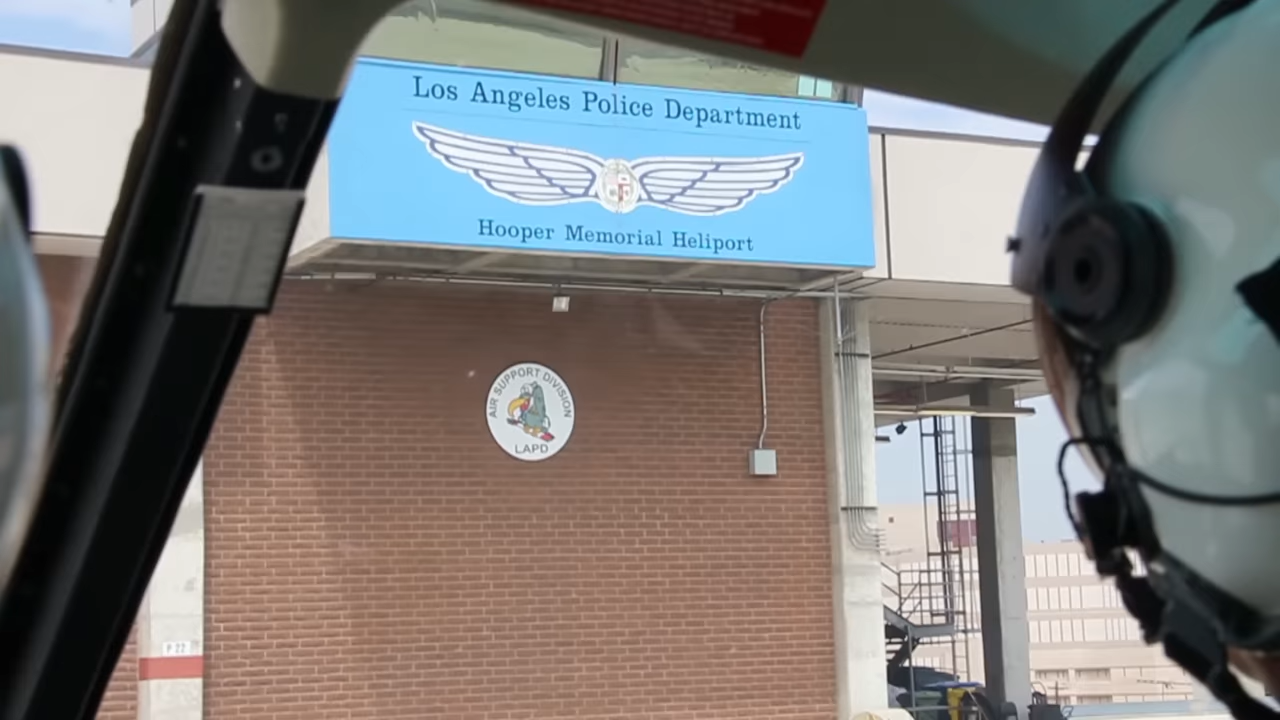 Los Angeles Police Department
Hooper Memorial Heliport
AIR SUPPORT DIVISION
LAPD
P 22